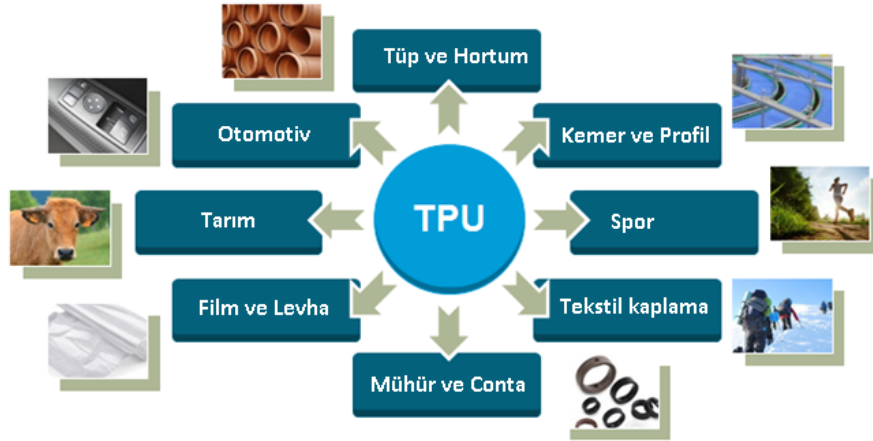 Tüp ve Hortum
Otomotiv
Kemer ve Profil
TPU
Tarım
Spor
Film ve Levha
Tekstil kaplama
Mühür ve Conta